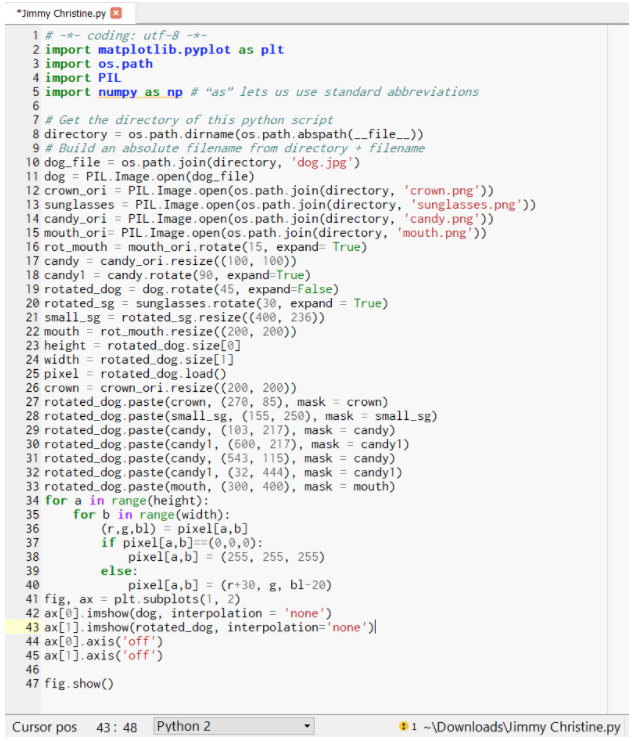 *Jimmy Christine.py
1 # -*- coding: utf-8 -*-
2 import matplotlib.pyplot as plt
3 import os.path
4 import PIL
5 import numpy as np # “as” lets us use standard abbreviations
6
7 # Get the directory of this python script
8 directory = os.path.dirname(os.path.abspath(__file__))
9 # Build an absolute filename from directory + filename
10 dog_file = os.path.join(directory, 'dog.jpg')
11 dog = PIL.Image.open(dog_file)
12 crown_ori = PIL.Image.open(os.path.join(directory, 'crown.png'))
13 sunglasses = PIL.Image.open(os.path.join(directory, 'sunglasses.png'))
14 candy_ori = PIL.Image.open(os.path.join(directory, 'candy.png'))
15 mouth_ori= PIL.Image.open(os.path.join(directory, 'mouth.png'))
16 rot_mouth = mouth_ori.rotate(15, expand= True)
17 candy = candy_ori.resize((100, 100))
18 candy1 = candy.rotate(90, expand=True)
19 rotated_dog = dog.rotate(45, expand=False)
20 rotated_sg = sunglasses.rotate(30, expand = True)
21 small_sg = rotated_sg.resize((400, 236))
22 mouth = rot_mouth.resize((200, 200))
23 height = rotated_dog.size[0]
24 width = rotated_dog.size[1]
25 pixel = rotated_dog.load()
26 crown = crown_ori.resize((200, 200))
27 rotated_dog.paste(crown, (270, 85), mask = crown)
28 rotated_dog.paste(small_sg, (155, 250), mask = small_sg)
29 rotated_dog.paste(candy, (103, 217), mask = candy)
30 rotated_dog.paste(candy1, (600, 217), mask = candy1)
31 rotated_dog.paste(candy, (543, 115), mask = candy)
32 rotated_dog.paste(candy1, (32, 444), mask = candy1)
33 rotated_dog.paste(mouth, (300, 400), mask = mouth)
34 for a in range(height):
35     for b in range(width):
36         (r,g,bl) = pixel[a,b]
37         if pixel[a,b]==(0,0,0):
38             pixel[a,b] = (255, 255, 255)
39         else:
40             pixel[a,b] = (r+30, g, bl-20)
41 fig, ax = plt.subplots(1, 2)
42 ax[0].imshow(dog, interpolation = 'none')
43 ax[1].imshow(rotated_dog, interpolation='none')
44 ax[0].axis('off')
45 ax[1].axis('off')
46
47 fig.show()
Cursor pos 43: 48 Python 2 1 ~\Downloads\Jimmy Christine.py